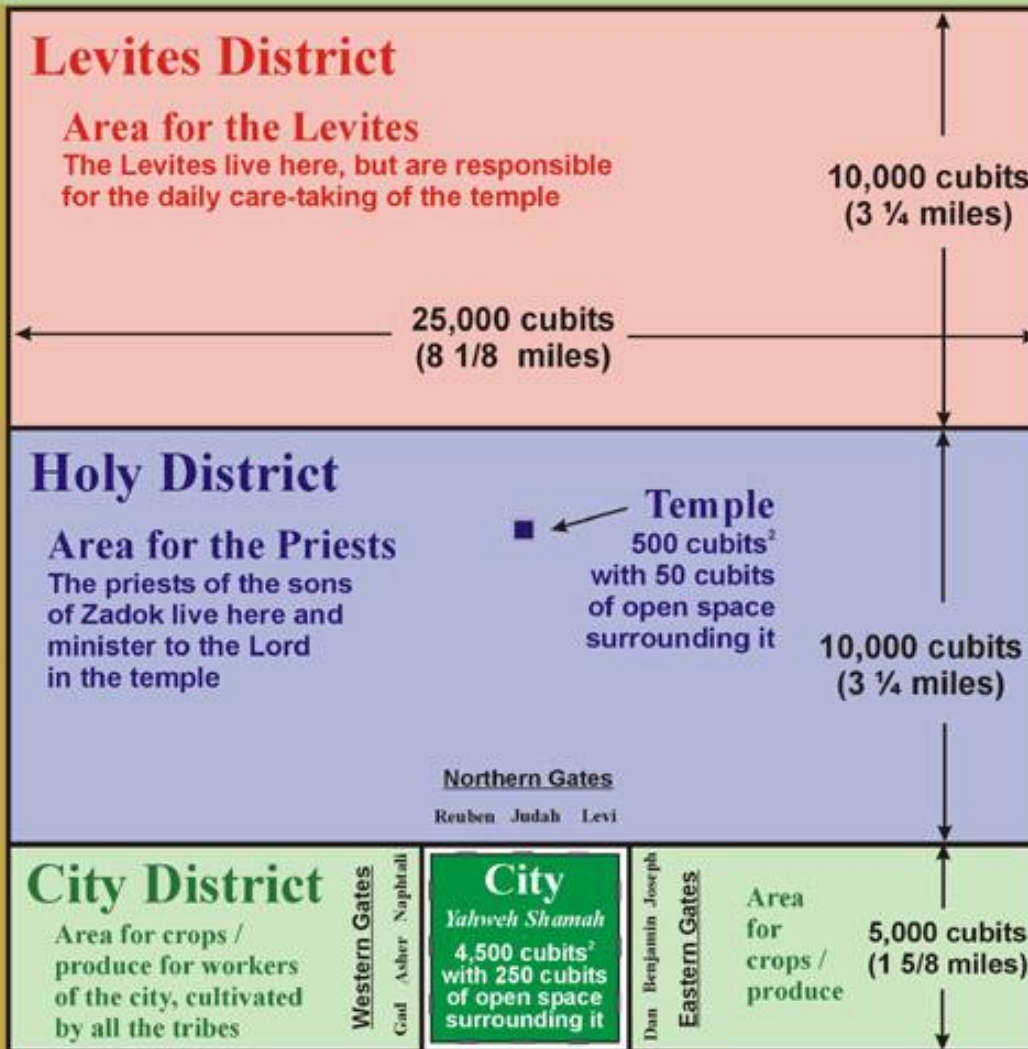 Levites District
Area for the Levites
The Levites live here, but are responsible
for the daily care-taking of the temple
10,000 cubits
(3 ¼ miles)
25,000 cubits
(8 1/8 miles)
Holy District
Area for the Priests
The priests of the sons
of Zadok live here and
minister to the Lord
in the temple
Temple
500 cubits²
with 50 cubits
of open space
surrounding it
10,000 cubits
(3 ¼ miles)
Northern Gates
Reuben Judah Levi
City District
Area for crops /
produce for workers
of the city, cultivated
by all the tribes
Western Gates
Gad Asher Naphtali
City
Yahweh Shamah
4,500 cubits²
with 250 cubits
of open space
surrounding it
Dan Benjamin Joseph
Eastern Gates
Area
for
crops /
produce
5,000 cubits
(1 5/8 miles)